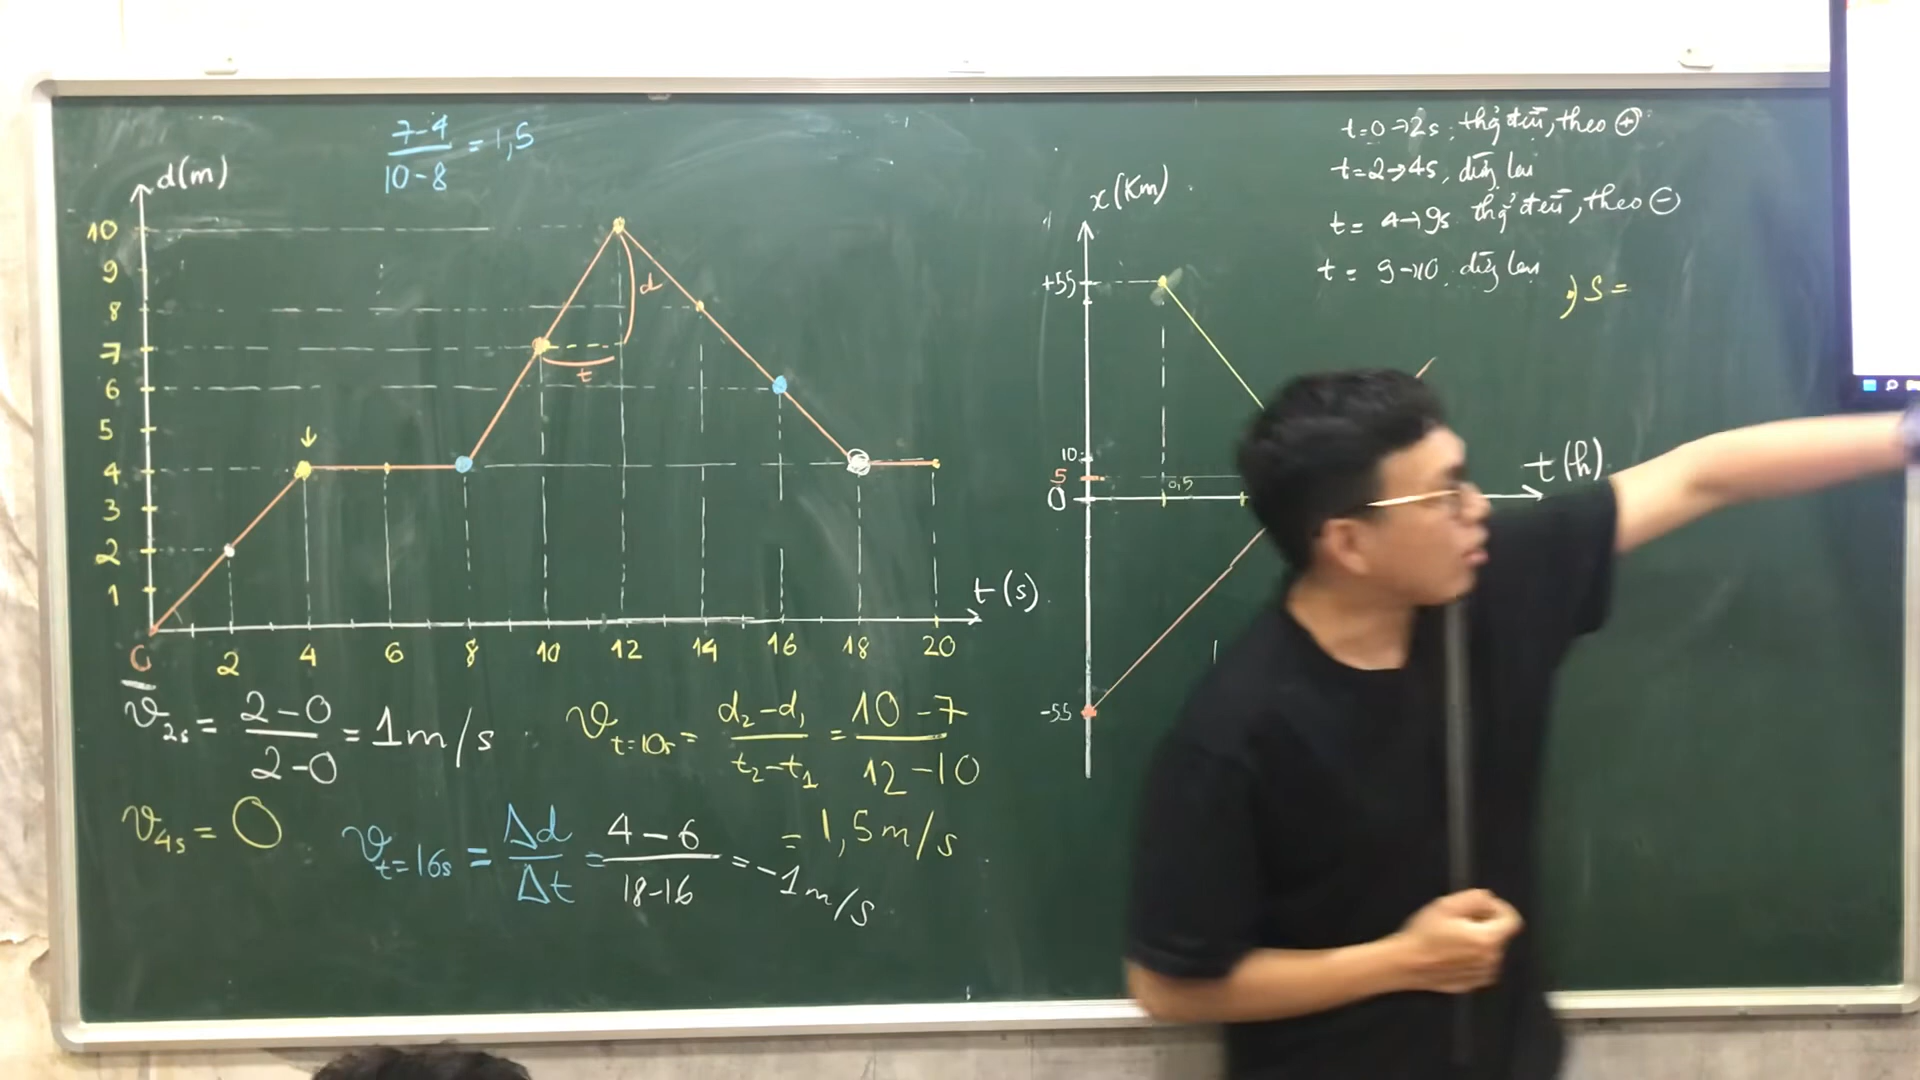 7-4
10-8
= 1,5
d(m)
10
9
8
7
6
5
4
3
2
1
0
d
t
t(s)
2 4 6 8 10 12 14 16 18 20
v2s = 2-0 / 2-0 = 1m/s
vt=10s = d2-d1 / t2-t1 = 10-7 / 12-10
= 1,5m/s
v4s = 0
vt=16s = Δd / Δt = 4-6 / 18-16 = -1m/s
x(Km)
+55
10
5
0
-55
0,5
t(h)
t=0→2s, thẳng đều, theo ⊕
t=2→4s, dừng lại
t= 4→9s thẳng đều, theo ⊖
t= 9→10 dừng lại
S=